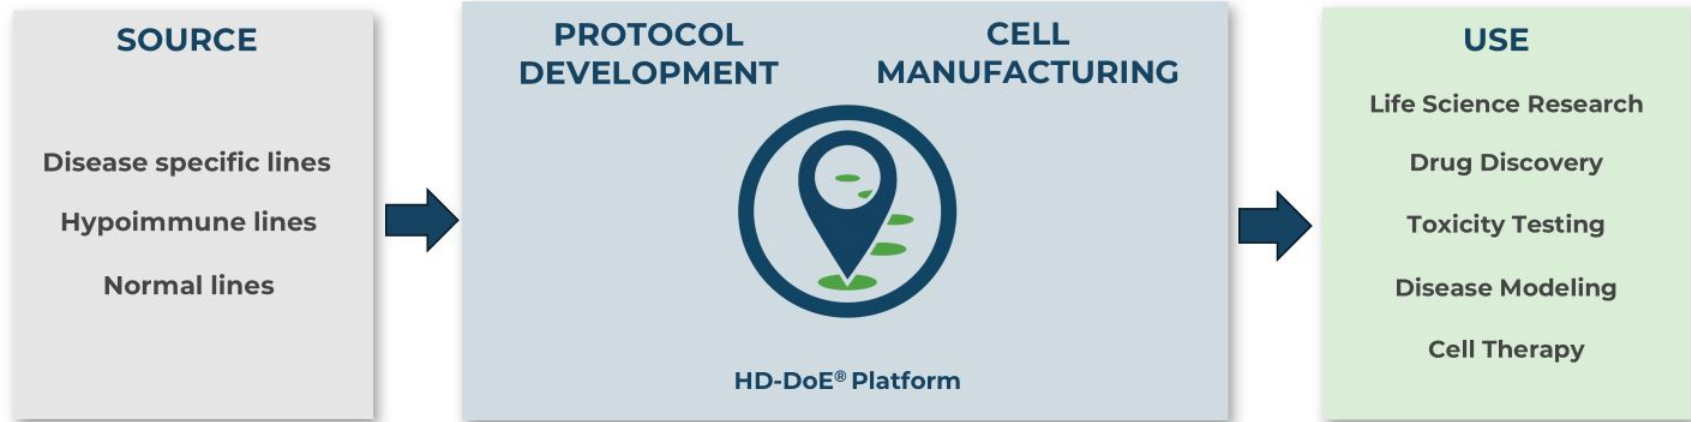 SOURCE
Disease specific lines
Hypoimmune lines
Normal lines
PROTOCOL
DEVELOPMENT
CELL
MANUFACTURING
HD-DoE® Platform
USE
Life Science Research
Drug Discovery
Toxicity Testing
Disease Modeling
Cell Therapy